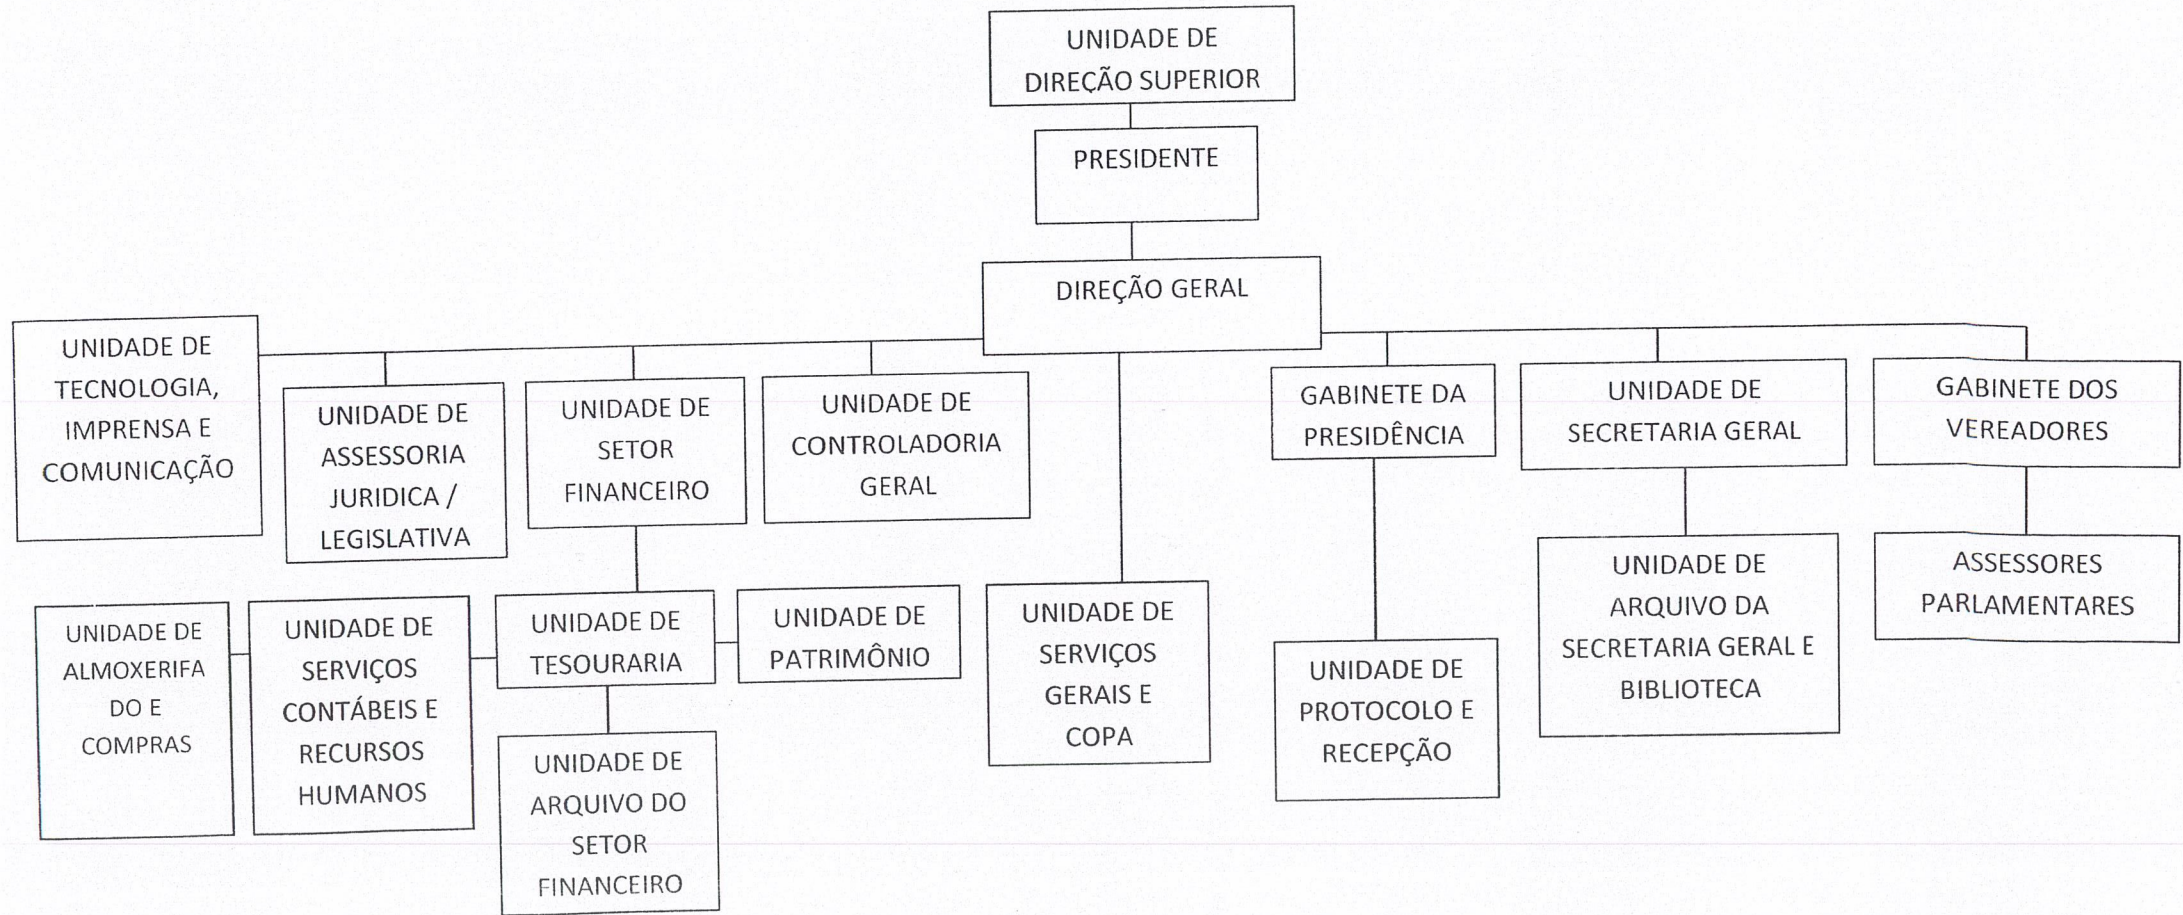 UNIDADE DE
DIREÇÃO SUPERIOR
PRESIDENTE
DIREÇÃO GERAL
UNIDADE DE
TECNOLOGIA,
IMPRENSA E
COMUNICAÇÃO
UNIDADE DE
ASSESSORIA
JURIDICA /
LEGISLATIVA
UNIDADE DE
SETOR
FINANCEIRO
UNIDADE DE
CONTROLADORIA
GERAL
GABINETE DA
PRESIDÊNCIA
UNIDADE DE
SECRETARIA GERAL
GABINETE DOS
VEREADORES
UNIDADE DE
ALMOXERIFA
DO E
COMPRAS
UNIDADE DE
SERVIÇOS
CONTÁBEIS E
RECURSOS
HUMANOS
UNIDADE DE
TESOURARIA
UNIDADE DE
PATRIMÔNIO
UNIDADE DE
SERVIÇOS
GERAIS E
COPA
UNIDADE DE
PROTOCOLO E
RECEPÇÃO
UNIDADE DE
ARQUIVO DA
SECRETARIA GERAL E
BIBLIOTECA
ASSESSORES
PARLAMENTARES
UNIDADE DE
ARQUIVO DO
SETOR
FINANCEIRO